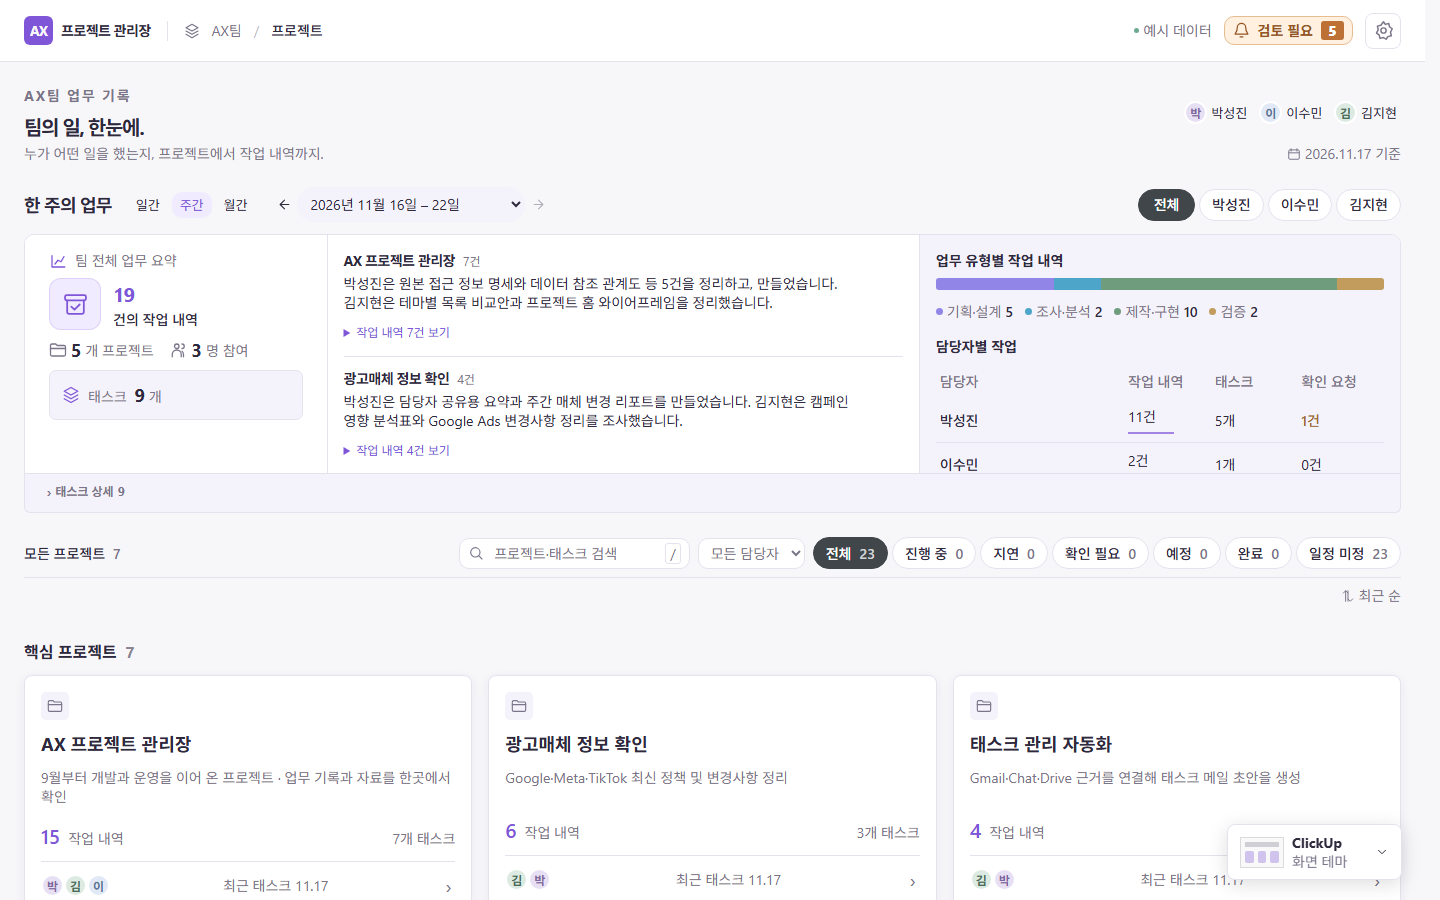 AX 프로젝트 관리장 AX팀 / 프로젝트 예시 데이터 검토 필요 5
AX팀 업무 기록
팀의 일, 한눈에.
누가 어떤 일을 했는지, 프로젝트에서 작업 내역까지.
박 박성진 이 이수민 김 김지현
2026.11.17 기준
한 주의 업무 일간 주간 월간 ← 2026년 11월 16일 – 22일 → 전체 박성진 이수민 김지현
팀 전체 업무 요약
19
건의 작업 내역
5 개 프로젝트 3 명 참여
태스크 9 개
AX 프로젝트 관리장 7건
박성진은 원본 접근 정보 명세와 데이터 참조 관계도 등 5건을 정리하고, 만들었습니다.
김지현은 테마별 목록 비교안과 프로젝트 홈 와이어프레임을 정리했습니다.
▶ 작업 내역 7건 보기
광고매체 정보 확인 4건
박성진은 담당자 공유용 요약과 주간 매체 변경 리포트를 만들었습니다. 김지현은 캠페인
영향 분석표와 Google Ads 변경사항 정리를 조사했습니다.
▶ 작업 내역 4건 보기
업무 유형별 작업 내역
기획·설계 5 조사·분석 2 제작·구현 10 검증 2
담당자별 작업
담당자 작업 내역 태스크 확인 요청
박성진 11건 5개 1건
이수민 2건 1개 0건
› 태스크 상세 9
모든 프로젝트 7 프로젝트·태스크 검색 / 모든 담당자 전체 23 진행 중 0 지연 0 확인 필요 0 예정 0 완료 0 일정 미정 23
최근 순
핵심 프로젝트 7
AX 프로젝트 관리장
9월부터 개발과 운영을 이어 온 프로젝트 · 업무 기록과 자료를 한곳에서
확인
15 작업 내역 7개 태스크
박 김 이 최근 태스크 11.17 ›
광고매체 정보 확인
Google·Meta·TikTok 최신 정책 및 변경사항 정리
6 작업 내역 3개 태스크
김 박 최근 태스크 11.17 ›
태스크 관리 자동화
Gmail·Chat·Drive 근거를 연결해 태스크 메일 초안을 생성
4 작업 내역
김 박 최근 태스크 11.17 ›
ClickUp
화면 테마